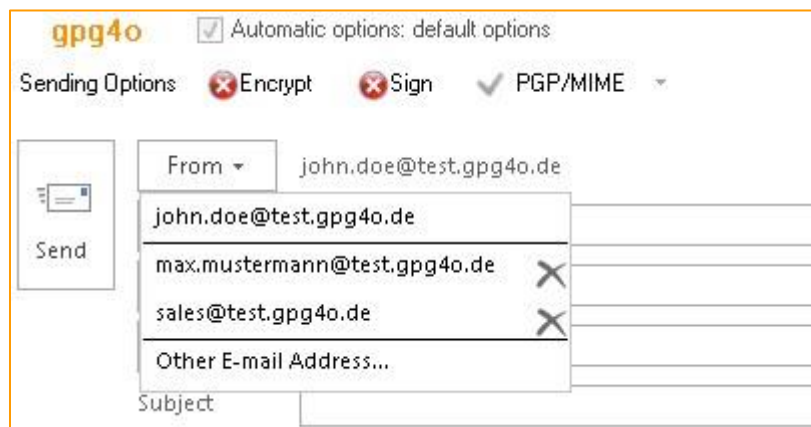 gpg4o Automatic options: default options
Sending Options Encrypt Sign PGP/MIME
From john.doe@test.gpg4o.de
john.doe@test.gpg4o.de
Send
max.mustermann@test.gpg4o.de
sales@test.gpg4o.de
Other E-mail Address...
Subject